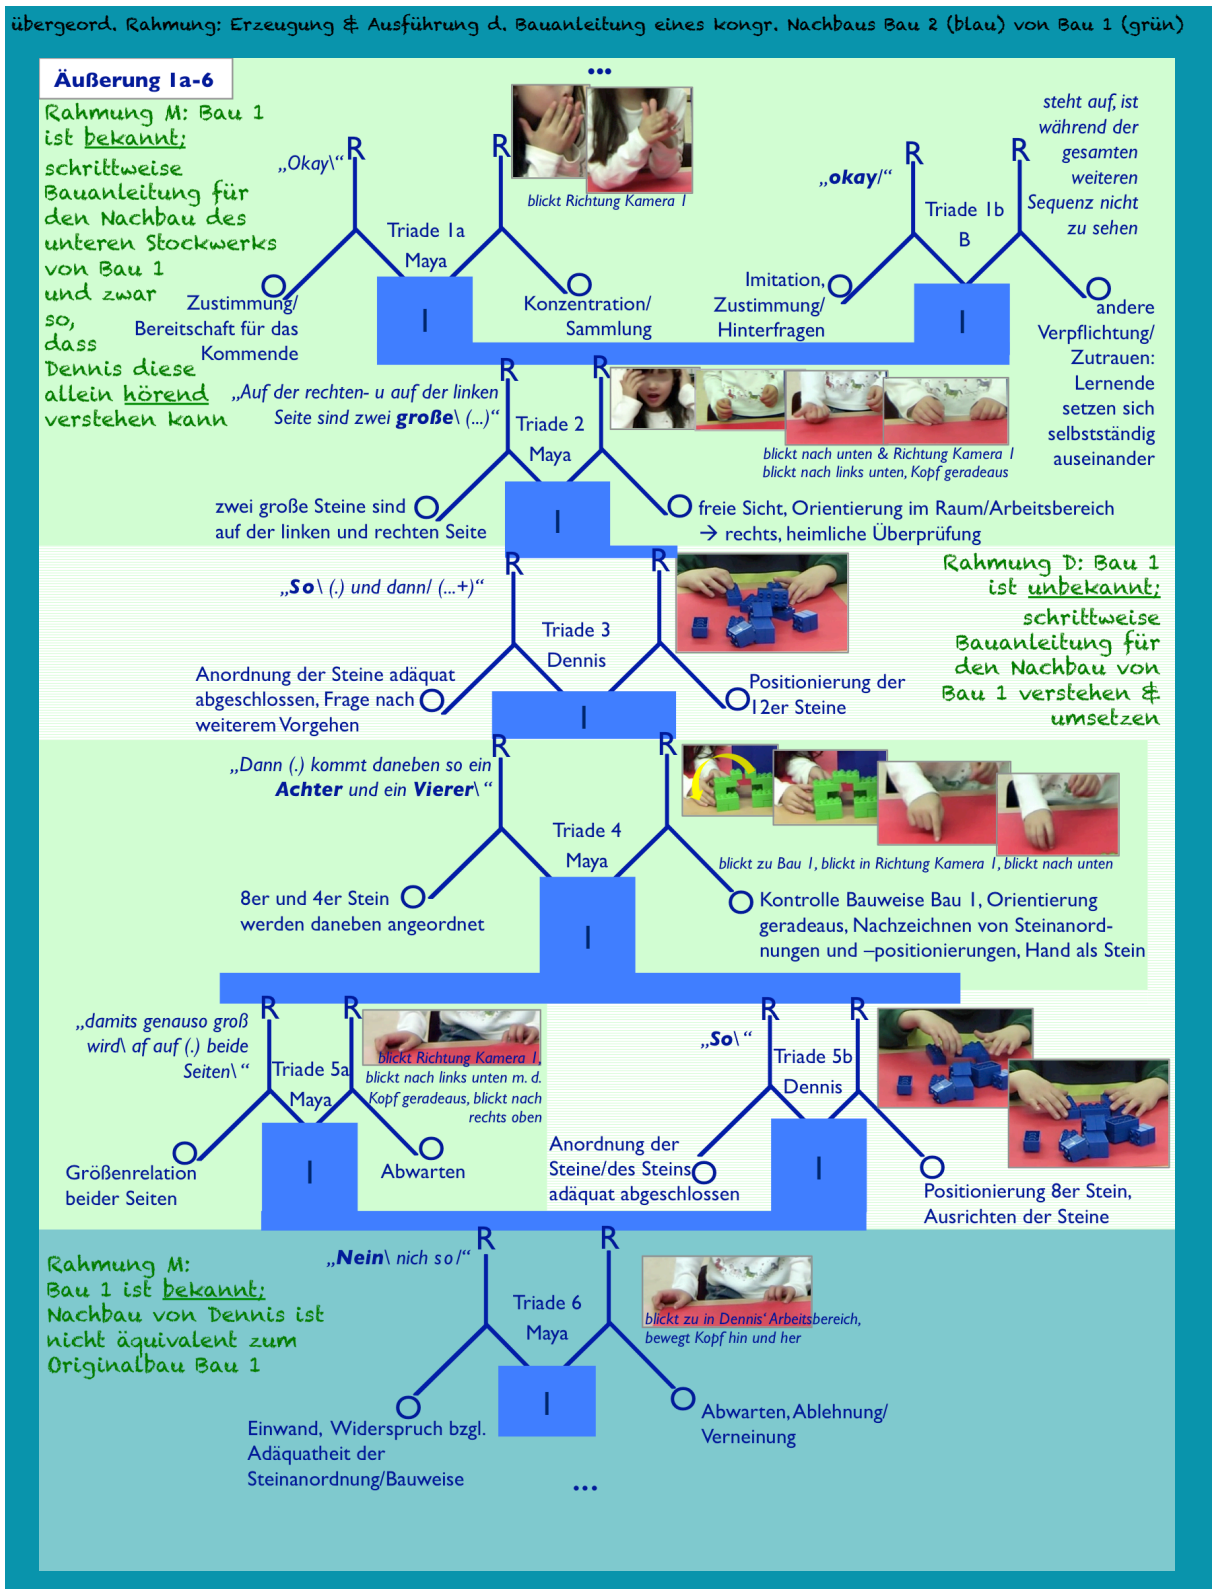 übergeord. Rahmung: Erzeugung & Ausführung d. Bauanleitung eines kongr. Nachbaus Bau 2 (blau) von Bau 1 (grün)
Äußerung 1a-6
...
Rahmung M: Bau 1
ist bekannt;
schrittweise
Bauanleitung für
den Nachbau des
unteren Stockwerks
von Bau 1
und zwar
so,
dass
Dennis diese
allein hörend
verstehen kann
„Okay\“
R
R
blickt Richtung Kamera 1
Triade 1a
Maya
Zustimmung/
Bereitschaft für das
Kommende
I
Konzentration/
Sammlung
„okay/“
R
R
steht auf, ist
während der
gesamten
weiteren
Sequenz nicht
zu sehen
Triade 1b
B
Imitation,
Zustimmung/
Hinterfragen
I
andere
Verpflichtung/
Zutrauen:
Lernende
setzen sich
selbstständig
auseinander
„Auf der rechten- u auf der linken
Seite sind zwei große\ (...)“
R
R
Triade 2
Maya
blickt nach unten & Richtung Kamera 1
blickt nach links unten, Kopf geradeaus
zwei große Steine sind
auf der linken und rechten Seite
I
freie Sicht, Orientierung im Raum/Arbeitsbereich
→ rechts, heimliche Überprüfung
Rahmung D: Bau 1
ist unbekannt;
schrittweise
Bauanleitung für
den Nachbau von
Bau 1 verstehen &
umsetzen
„So\ (.) und dann/ (...+)“
R
R
Triade 3
Dennis
Anordnung der Steine adäquat
abgeschlossen, Frage nach
weiterem Vorgehen
I
Positionierung der
12er Steine
„Dann (.) kommt daneben so ein
Achter und ein Vierer\“
R
R
Triade 4
Maya
blickt zu Bau 1, blickt in Richtung Kamera 1, blickt nach unten
8er und 4er Stein
werden daneben angeordnet
I
Kontrolle Bauweise Bau 1, Orientierung
geradeaus, Nachzeichnen von Steinanord-
nungen und –positionierungen, Hand als Stein
„damits genauso groß
wird\ af auf (.) beide
Seiten\“
R
R
Triade 5a
Maya
blickt Richtung Kamera 1,
blickt nach links unten m. d.
Kopf geradeaus, blickt nach
rechts oben
Größenrelation
beider Seiten
I
Abwarten
„So\“
R
R
Triade 5b
Dennis
Anordnung der
Steine/des Steins
adäquat abgeschlossen
I
Positionierung 8er Stein,
Ausrichten der Steine
Rahmung M:
Bau 1 ist bekannt;
Nachbau von Dennis ist
nicht äquivalent zum
Originalbau Bau 1
„Nein\ nich so/“
R
R
Triade 6
Maya
blickt zu in Dennis‘ Arbeitsbereich,
bewegt Kopf hin und her
Einwand, Widerspruch bzgl.
Adäquatheit der
Steinanordnung/Bauweise
I
Abwarten, Ablehnung/
Verneinung
...